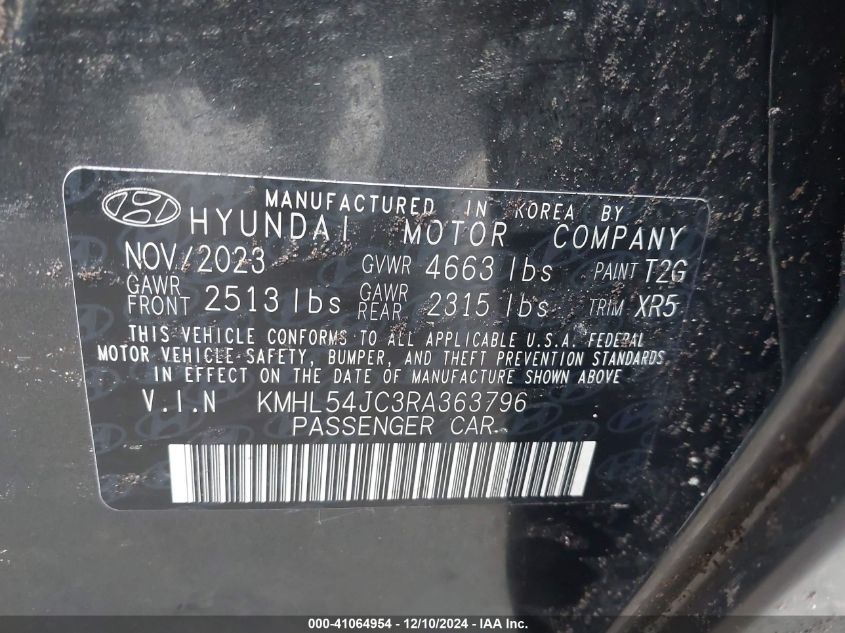 MANUFACTURED IN KOREA BY
HYUNDAI MOTOR COMPANY
NOV/2023 GVWR 4663 lbs PAINT T2G
GAWR FRONT 2513 lbs GAWR REAR 2315 lbs TRIM XR5
THIS VEHICLE CONFORMS TO ALL APPLICABLE U.S.A. FEDERAL
MOTOR VEHICLE SAFETY, BUMPER, AND THEFT PREVENTION STANDARDS
IN EFFECT ON THE DATE OF MANUFACTURE SHOWN ABOVE
V.I.N KMHL54JC3RA363796
PASSENGER CAR
000-41064954 - 12/10/2024 - IAA Inc.